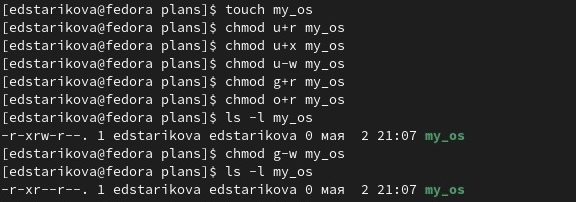 [edstarikova@fedora plans]$ touch my_os
[edstarikova@fedora plans]$ chmod u+r my_os
[edstarikova@fedora plans]$ chmod u+x my_os
[edstarikova@fedora plans]$ chmod u-w my_os
[edstarikova@fedora plans]$ chmod g+r my_os
[edstarikova@fedora plans]$ chmod o+r my_os
[edstarikova@fedora plans]$ ls -l my_os
-r-xrw-r--. 1 edstarikova edstarikova 0 мая  2 21:07 my_os
[edstarikova@fedora plans]$ chmod g-w my_os
[edstarikova@fedora plans]$ ls -l my_os
-r-xr--r--. 1 edstarikova edstarikova 0 мая  2 21:07 my_os